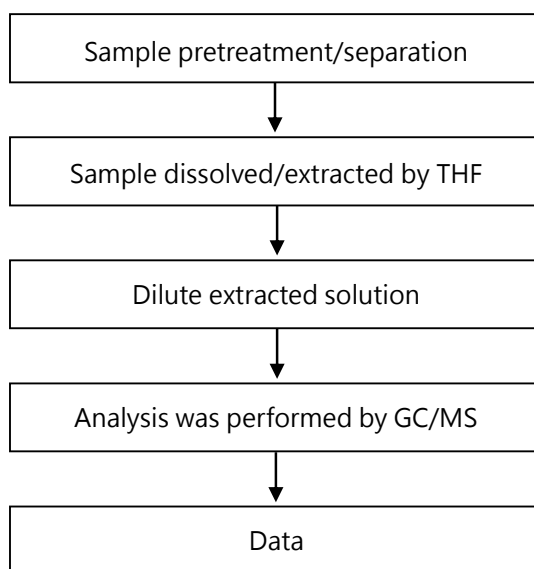 Sample pretreatment/separation
Sample dissolved/extracted by THF
Dilute extracted solution
Analysis was performed by GC/MS
Data